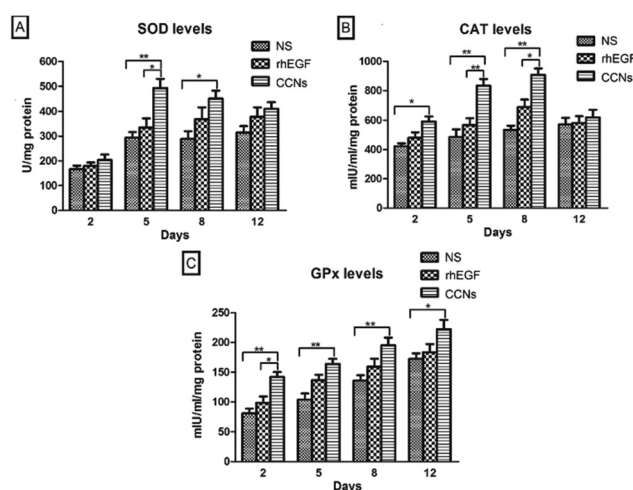 A
SOD levels
NS
rhEGF
CCNs
U/mg protein
600
500
400
300
200
100
0
**
*
*
2 5 8 12
Days
B
CAT levels
NS
rhEGF
CCNs
mIU/ml/mg protein
1000
800
600
400
200
0
*
**
**
**
*
2 5 8 12
Days
C
GPx levels
NS
rhEGF
CCNs
mIU/ml/mg protein
250
200
150
100
50
0
**
*
**
**
*
2 5 8 12
Days